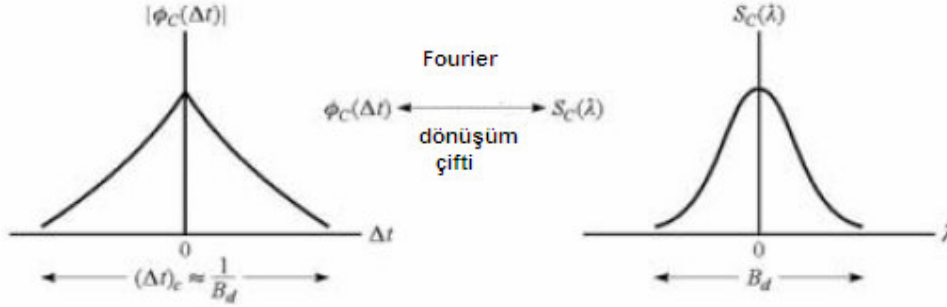 |ϕ_C(Δt)|
S_C(λ)
Fourier
ϕ_C(Δt) ⟷ S_C(λ)
dönüşüm
çifti
0
Δt
0
λ
(Δt)_c ≈ 1/B_d
B_d